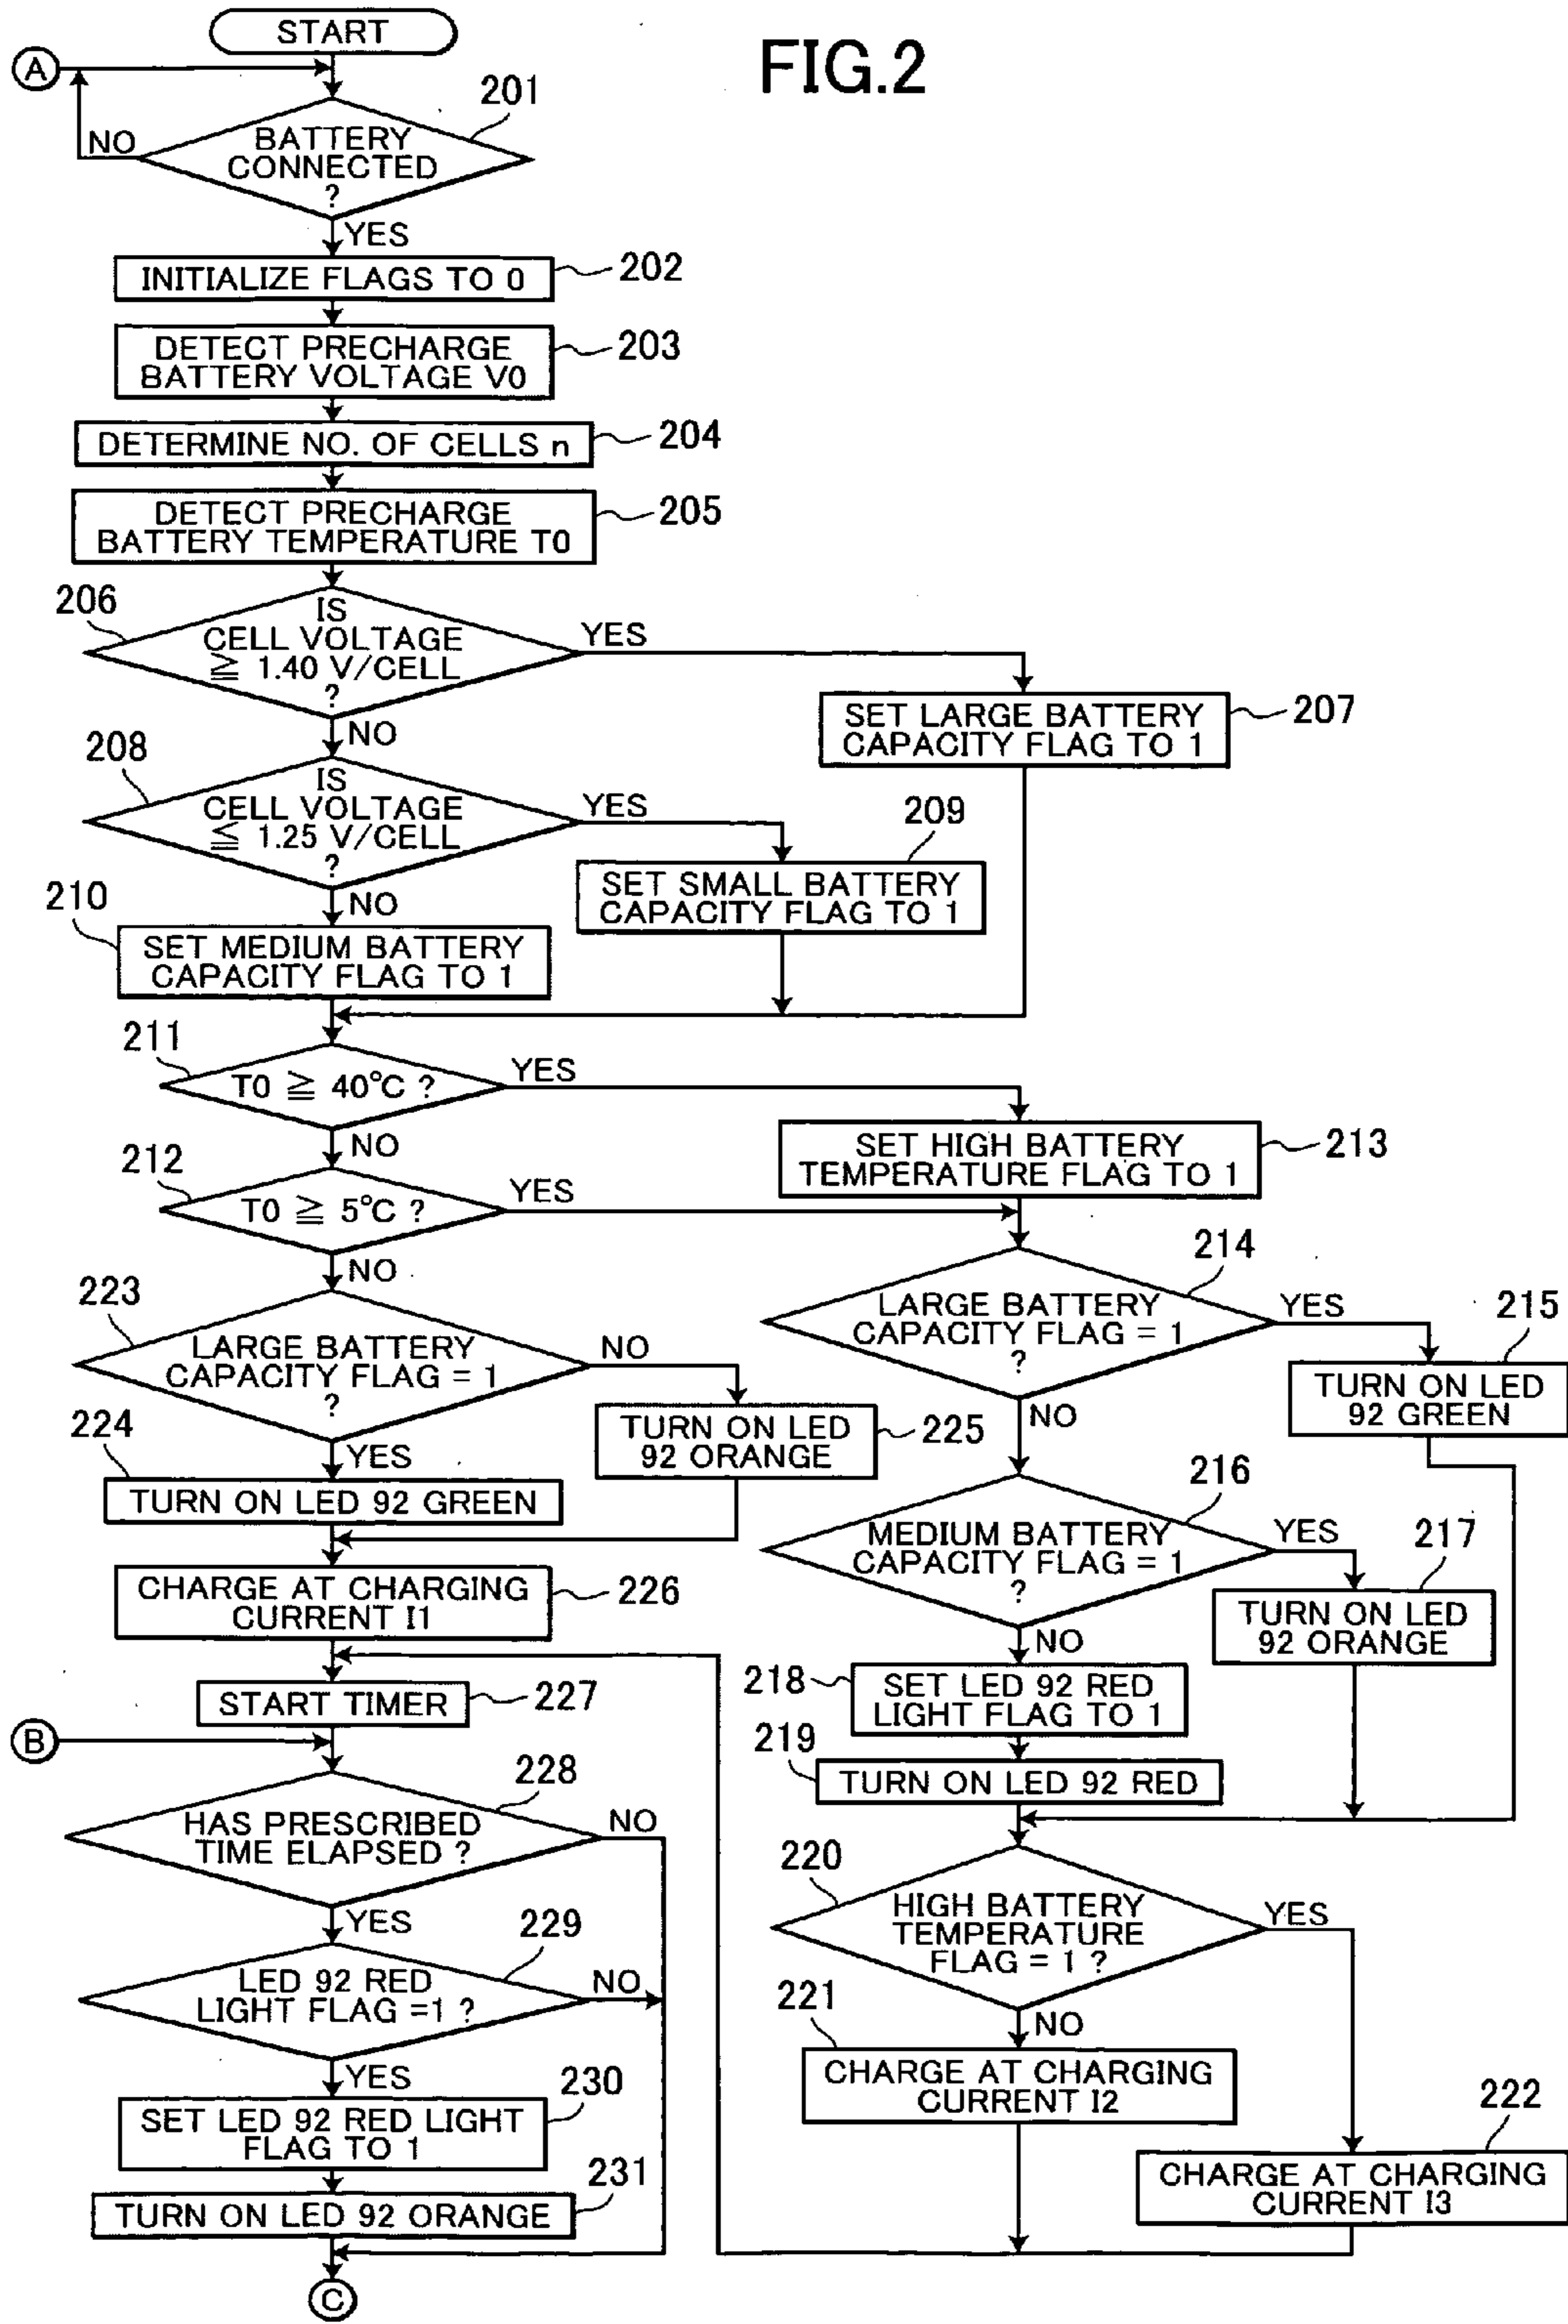 FIG.2
START
A
201
BATTERY
CONNECTED
?
NO
YES
INITIALIZE FLAGS TO 0
202
DETECT PRECHARGE
BATTERY VOLTAGE V0
203
DETERMINE NO. OF CELLS n
204
DETECT PRECHARGE
BATTERY TEMPERATURE T0
205
206
IS
CELL VOLTAGE
≧ 1.40 V/CELL
?
YES
NO
SET LARGE BATTERY
CAPACITY FLAG TO 1
207
208
IS
CELL VOLTAGE
≦ 1.25 V/CELL
?
YES
NO
209
SET SMALL BATTERY
CAPACITY FLAG TO 1
210
SET MEDIUM BATTERY
CAPACITY FLAG TO 1
211
T0 ≧ 40°C ?
YES
NO
212
T0 ≧ 5°C ?
YES
NO
SET HIGH BATTERY
TEMPERATURE FLAG TO 1
213
214
LARGE BATTERY
CAPACITY FLAG = 1
?
YES
NO
215
TURN ON LED
92 GREEN
223
LARGE BATTERY
CAPACITY FLAG = 1
?
NO
YES
224
TURN ON LED 92 GREEN
TURN ON LED
92 ORANGE
225
216
MEDIUM BATTERY
CAPACITY FLAG = 1
?
YES
NO
217
TURN ON LED
92 ORANGE
CHARGE AT CHARGING
CURRENT I1
226
218
SET LED 92 RED
LIGHT FLAG TO 1
219
TURN ON LED 92 RED
START TIMER
227
B
228
HAS PRESCRIBED
TIME ELAPSED ?
NO
YES
220
HIGH BATTERY
TEMPERATURE
FLAG = 1 ?
YES
NO
229
LED 92 RED
LIGHT FLAG =1 ?
NO
YES
221
CHARGE AT CHARGING
CURRENT I2
222
CHARGE AT CHARGING
CURRENT I3
230
SET LED 92 RED LIGHT
FLAG TO 1
231
TURN ON LED 92 ORANGE
C